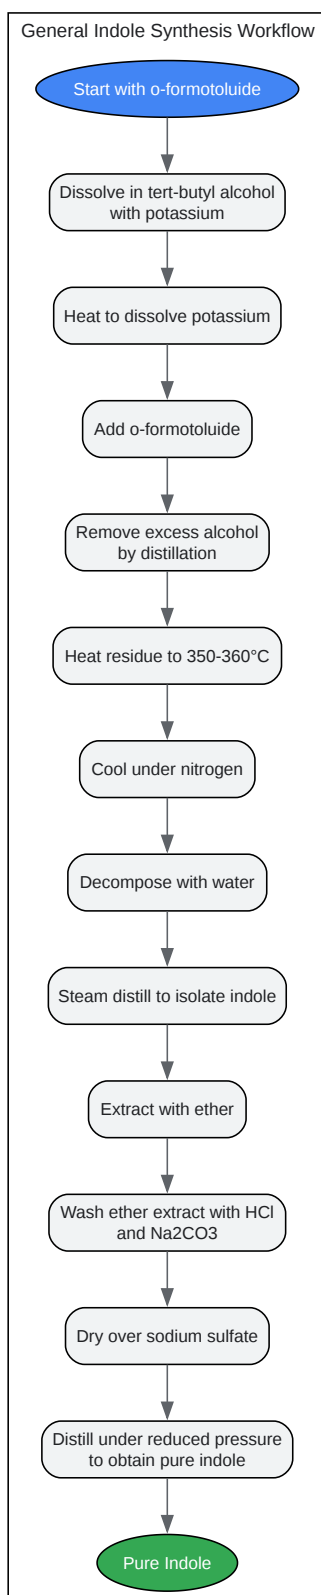 General Indole Synthesis Workflow
Start with o-formotoluide
Dissolve in tert-butyl alcohol
with potassium
Heat to dissolve potassium
Add o-formotoluide
Remove excess alcohol
by distillation
Heat residue to 350-360°C
Cool under nitrogen
Decompose with water
Steam distill to isolate indole
Extract with ether
Wash ether extract with HCl
and Na2CO3
Dry over sodium sulfate
Distill under reduced pressure
to obtain pure indole
Pure Indole